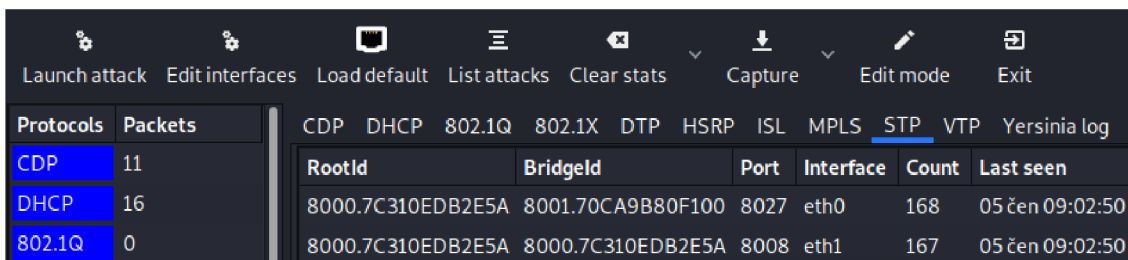 Launch attack Edit interfaces Load default List attacks Clear stats Capture Edit mode Exit
Protocols Packets
CDP 11
DHCP 16
802.1Q 0
CDP DHCP 802.1Q 802.1X DTP HSRP ISL MPLS STP VTP Yersinia log
RootId BridgeId Port Interface Count Last seen
8000.7C310EDB2E5A 8001.70CA9B80F100 8027 eth0 168 05 čen 09:02:50
8000.7C310EDB2E5A 8000.7C310EDB2E5A 8008 eth1 167 05 čen 09:02:50